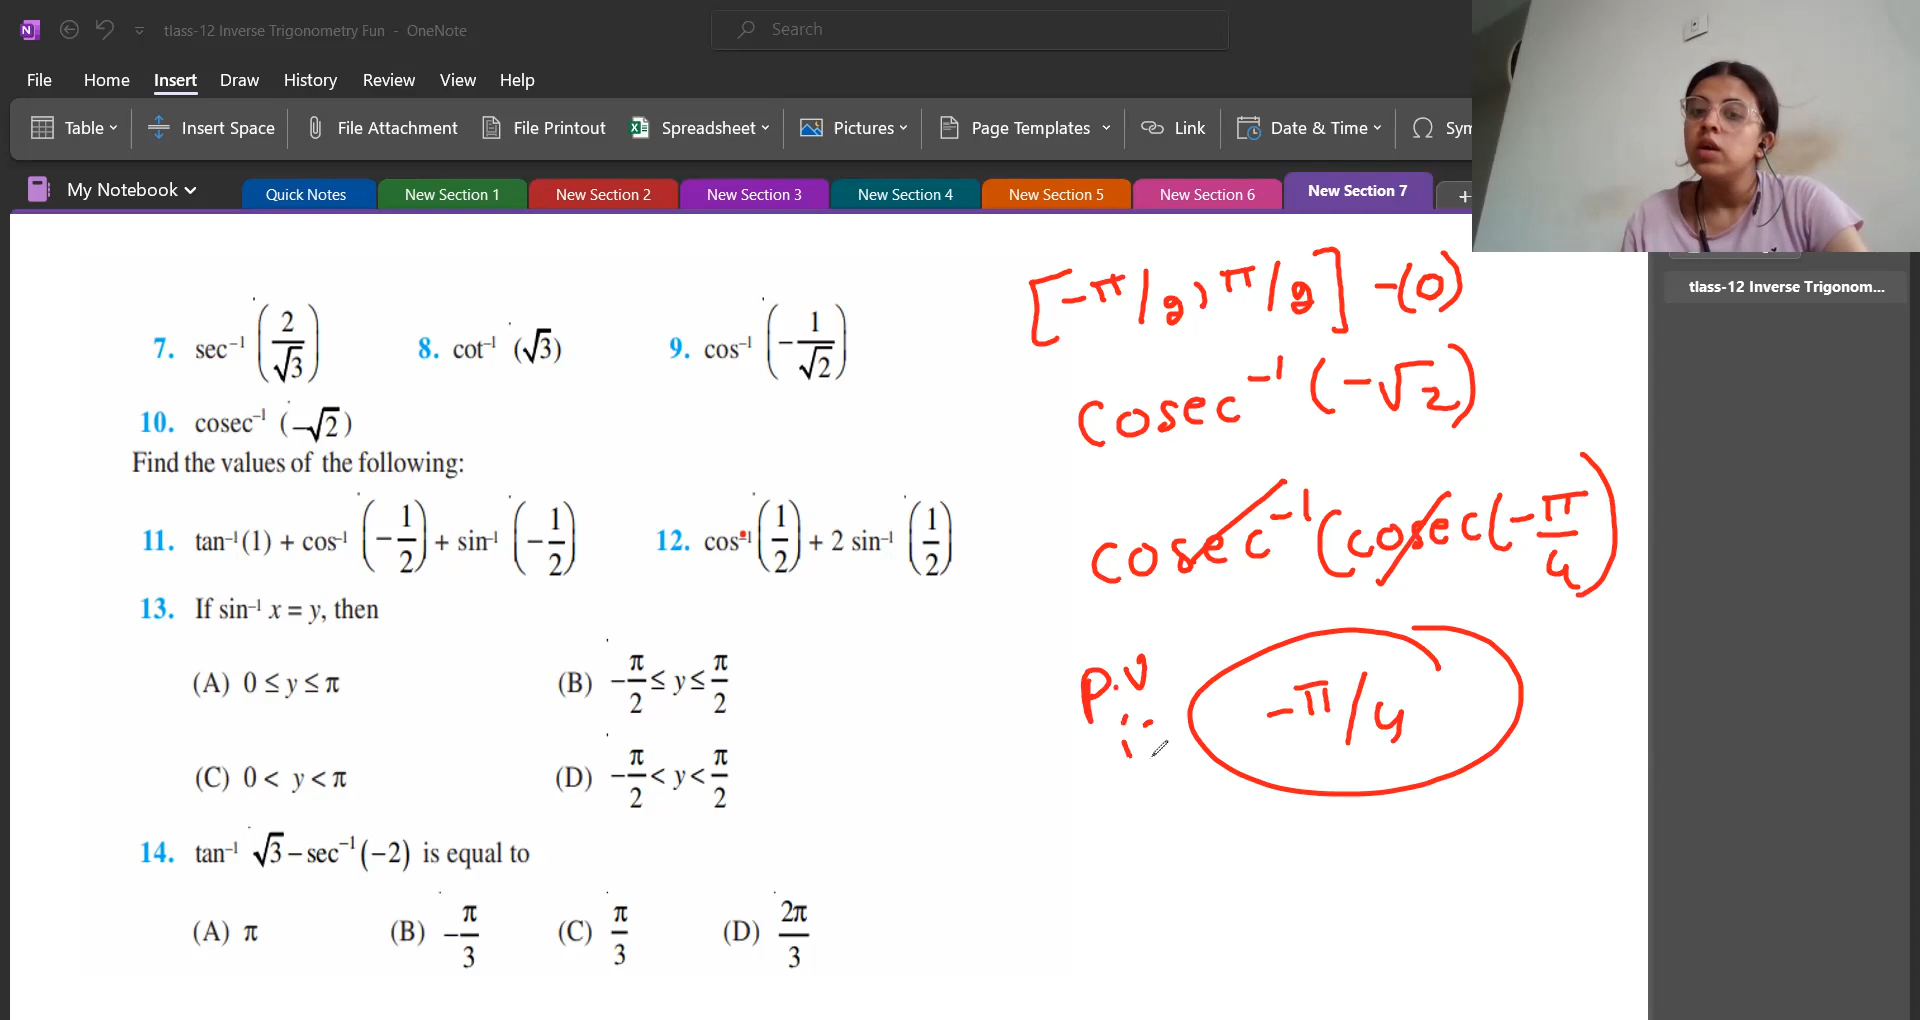 tlass-12 Inverse Trigonometry Fun - OneNote
Search
File Home Insert Draw History Review View Help
Table Insert Space File Attachment File Printout Spreadsheet Pictures Page Templates Link Date & Time Ω Sym
My Notebook Quick Notes New Section 1 New Section 2 New Section 3 New Section 4 New Section 5 New Section 6 New Section 7 +
tlass-12 Inverse Trigonom...
7. sec⁻¹ (2/√3) 8. cot⁻¹ (√3) 9. cos⁻¹ (−1/√2)
10. cosec⁻¹ (−√2)
Find the values of the following:
11. tan⁻¹(1) + cos⁻¹ (−1/2) + sin⁻¹ (−1/2) 12. cos⁻¹ (1/2) + 2 sin⁻¹ (1/2)
13. If sin⁻¹ x = y, then
(A) 0 ≤ y ≤ π (B) −π/2 ≤ y ≤ π/2
(C) 0 < y < π (D) −π/2 < y < π/2
14. tan⁻¹ √3 − sec⁻¹ (−2) is equal to
(A) π (B) −π/3 (C) π/3 (D) 2π/3
[-π/2, π/2] -(0)
cosec⁻¹ (-√2)
cosec⁻¹ (cosec (-π/4)
P.V
-π/4